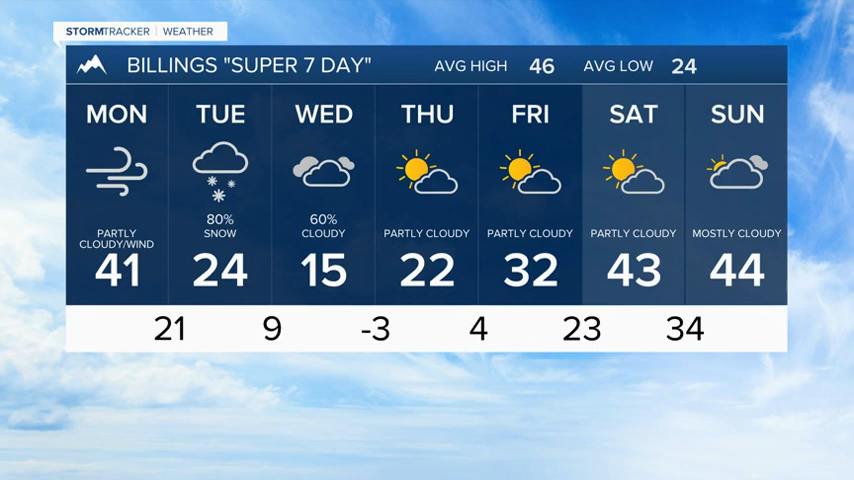 STORMTRACKER | WEATHER
BILLINGS "SUPER 7 DAY" AVG HIGH 46 AVG LOW 24
MON TUE WED THU FRI SAT SUN
80% 60%
PARTLY CLOUDY/WIND SNOW CLOUDY PARTLY CLOUDY PARTLY CLOUDY PARTLY CLOUDY MOSTLY CLOUDY
41 24 15 22 32 43 44
21 9 -3 4 23 34